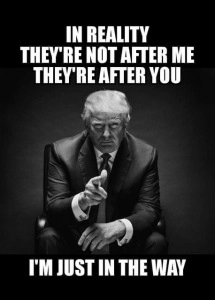 IN REALITY
THEY'RE NOT AFTER ME
THEY'RE AFTER YOU
I'M JUST IN THE WAY